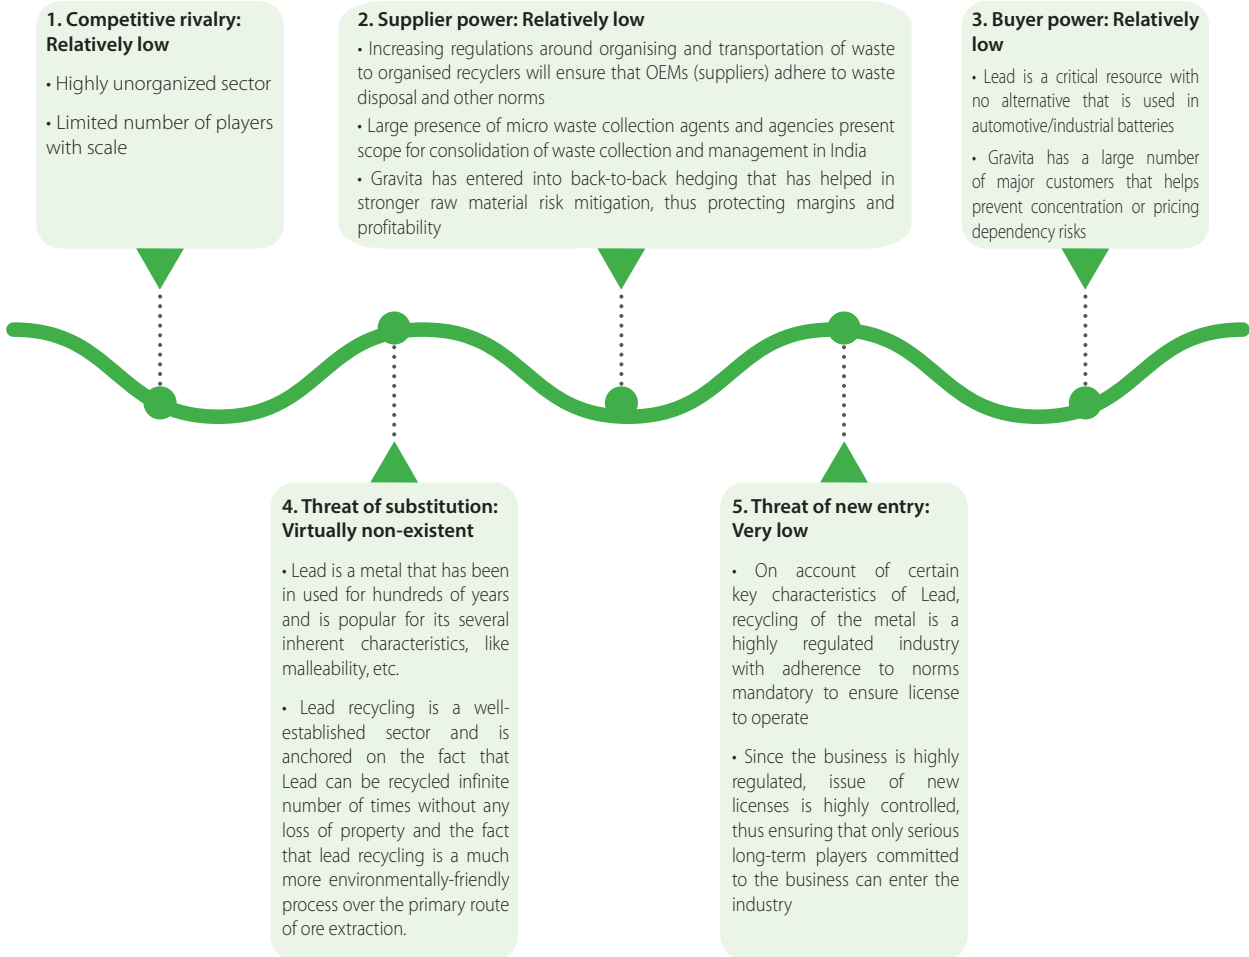 1. Competitive rivalry:
Relatively low
• Highly unorganized sector
• Limited number of players
with scale
2. Supplier power: Relatively low
• Increasing regulations around organising and transportation of waste
to organised recyclers will ensure that OEMs (suppliers) adhere to waste
disposal and other norms
• Large presence of micro waste collection agents and agencies present
scope for consolidation of waste collection and management in India
• Gravita has entered into back-to-back hedging that has helped in
stronger raw material risk mitigation, thus protecting margins and
profitability
3. Buyer power: Relatively
low
• Lead is a critical resource with
no alternative that is used in
automotive/industrial batteries
• Gravita has a large number
of major customers that helps
prevent concentration or pricing
dependency risks
4. Threat of substitution:
Virtually non-existent
• Lead is a metal that has been
in used for hundreds of years
and is popular for its several
inherent characteristics, like
malleability, etc.
• Lead recycling is a well-
established sector and is
anchored on the fact that
Lead can be recycled infinite
number of times without any
loss of property and the fact
that lead recycling is a much
more environmentally-friendly
process over the primary route
of ore extraction.
5. Threat of new entry:
Very low
• On account of certain
key characteristics of Lead,
recycling of the metal is a
highly regulated industry
with adherence to norms
mandatory to ensure license
to operate
• Since the business is highly
regulated, issue of new
licenses is highly controlled,
thus ensuring that only serious
long-term players committed
to the business can enter the
industry